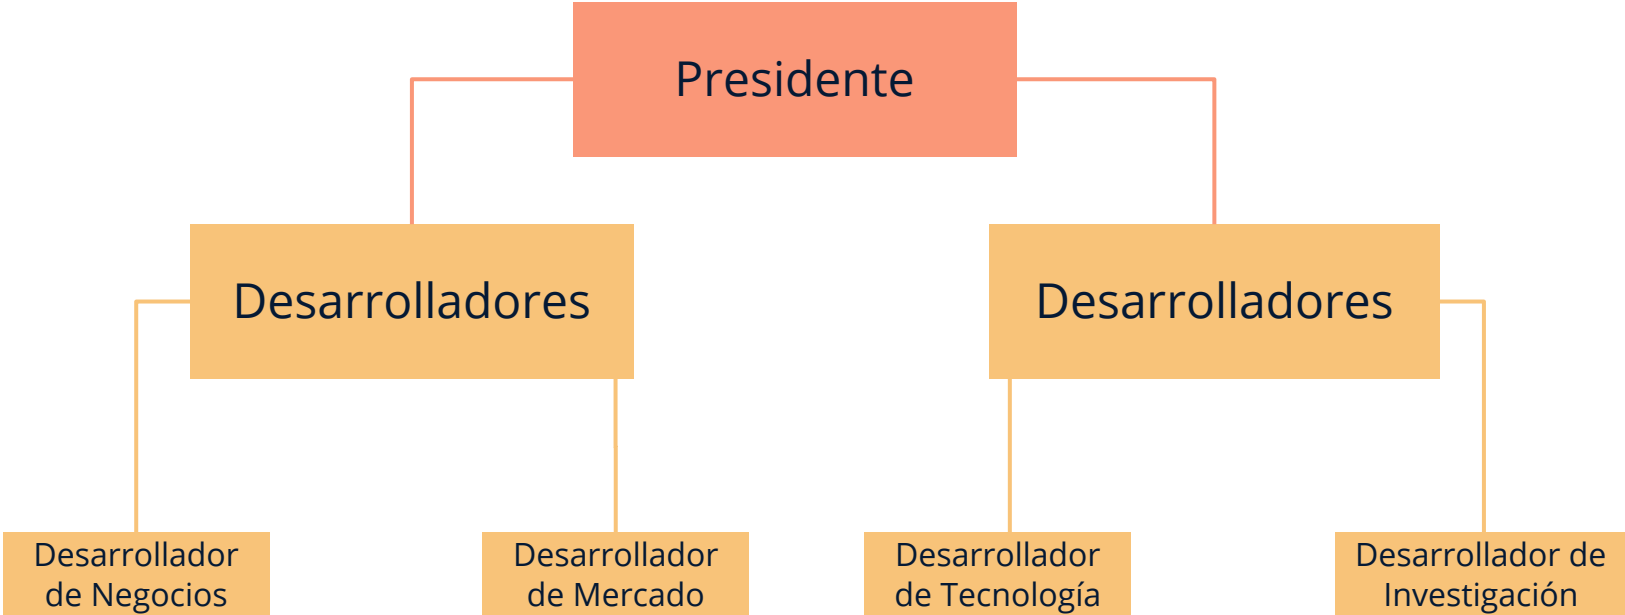 Presidente
Desarrolladores
Desarrolladores
Desarrollador
de Negocios
Desarrollador
de Mercado
Desarrollador
de Tecnología
Desarrollador de
Investigación